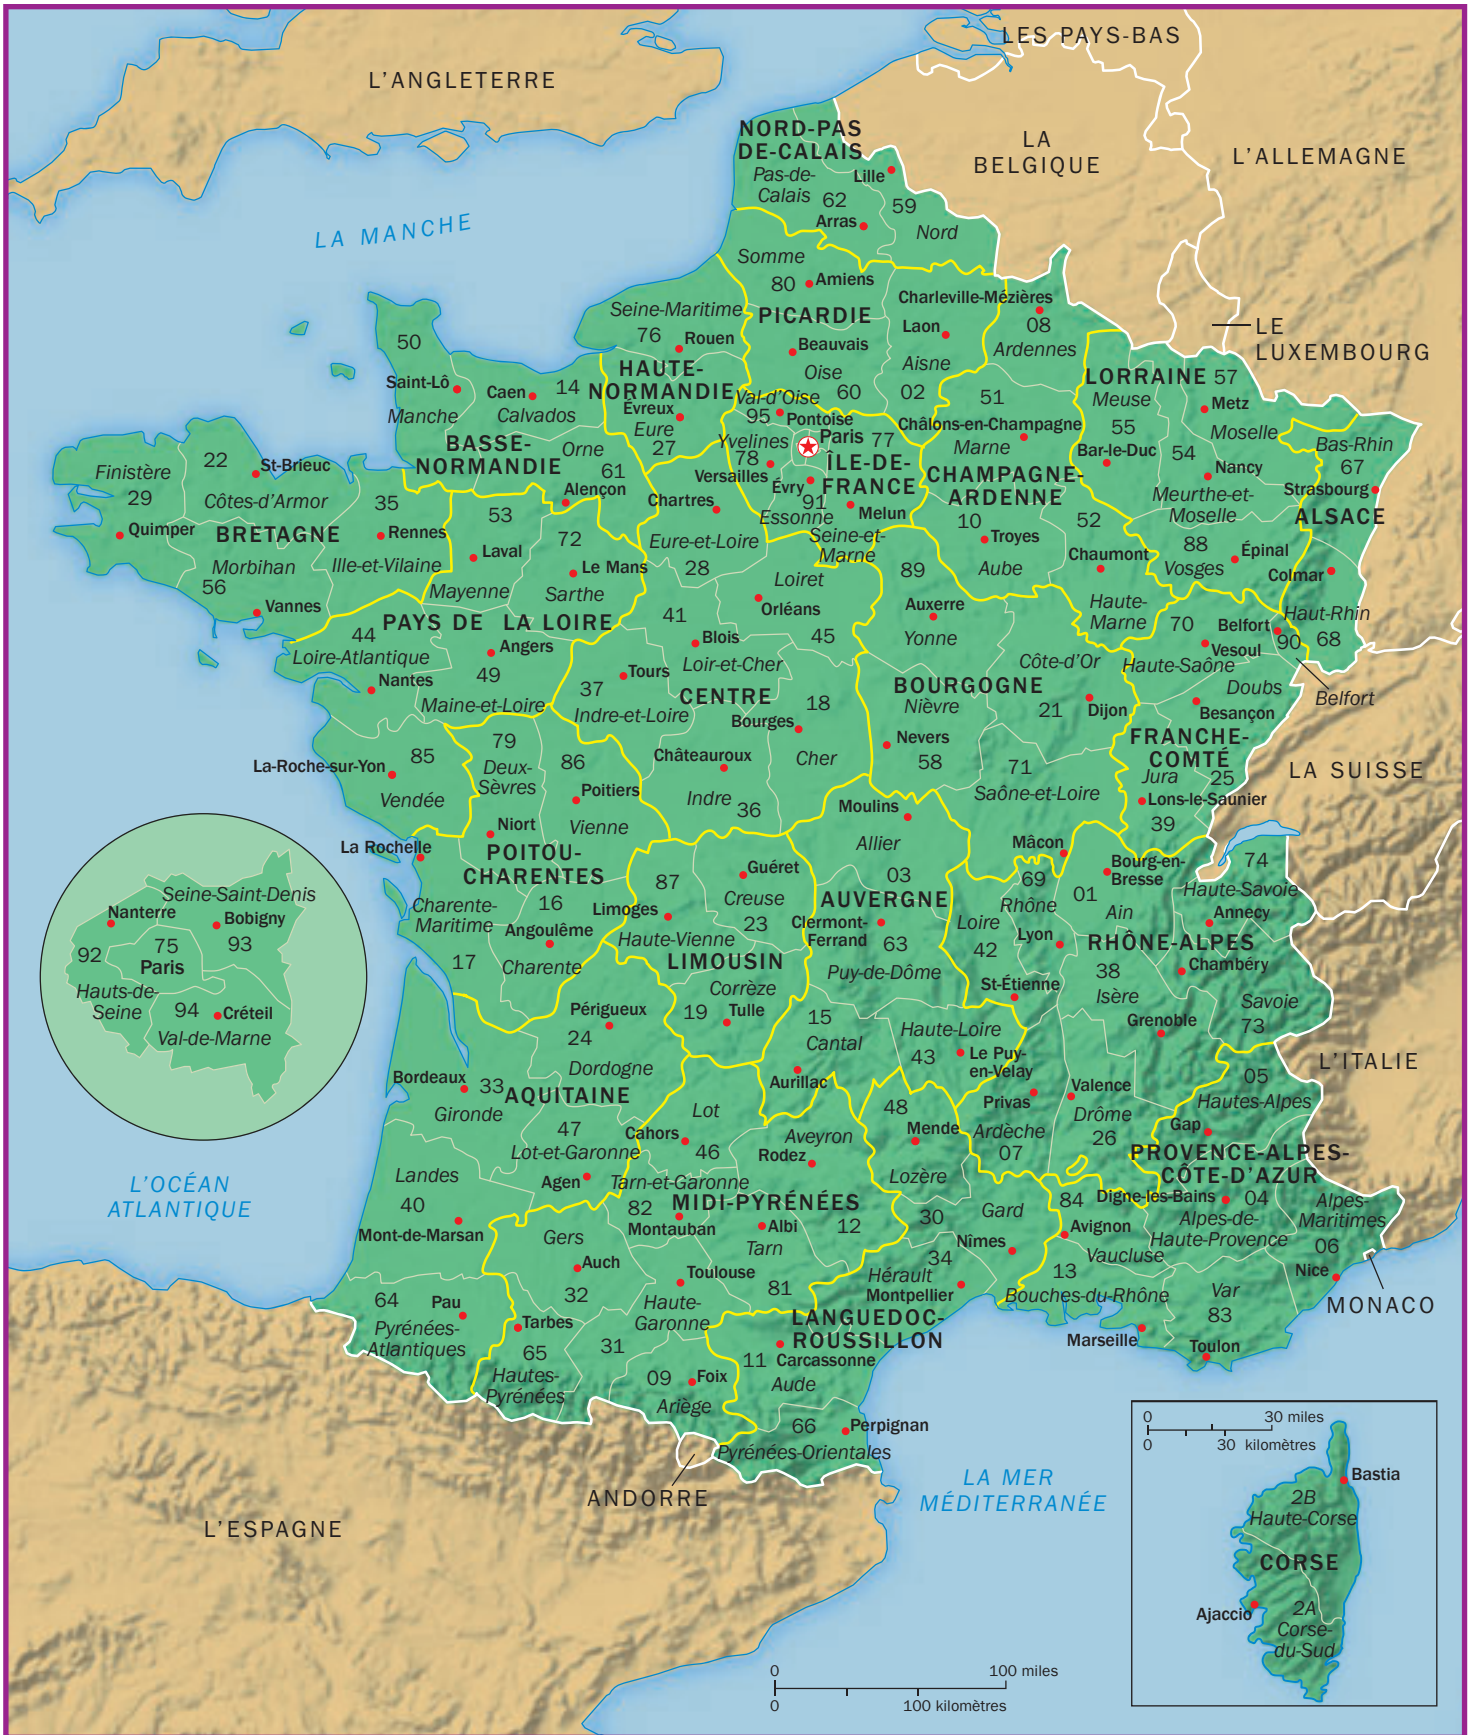 LES PAYS-BAS
L'ANGLETERRE
LA
BELGIQUE
L'ALLEMAGNE
LA MANCHE
LE
LUXEMBOURG
NORD-PAS
DE-CALAIS
Pas-de-
Calais
62
Lille
59
Arras
Nord
Somme
80
Amiens
PICARDIE
Beauvais
Oise
60
Charleville-Mézières
Laon
08
Ardennes
Aisne
02
Seine-Maritime
76
Rouen
HAUTE-
NORMANDIE
Évreux
Eure
27
50
Saint-Lô
Manche
Caen
14
Calvados
BASSE-
NORMANDIE
Orne
61
Alençon
Val-d'Oise
95
Pontoise
Paris
77
Yvelines
78
Versailles
ÎLE-DE-
FRANCE
Évry
91
Essonne
Melun
Seine-et-
Marne
51
Châlons-en-Champagne
Marne
CHAMPAGNE-
ARDENNE
10
Troyes
Aube
52
Chaumont
Haute-
Marne
LORRAINE
57
Meuse
Metz
55
Moselle
Bar-le-Duc
54
Nancy
Meurthe-et-
Moselle
88
Épinal
Vosges
Bas-Rhin
67
Strasbourg
ALSACE
Colmar
Haut-Rhin
68
Finistère
29
Quimper
22
St-Brieuc
Côtes-d'Armor
BRETAGNE
35
Rennes
Ille-et-Vilaine
Morbihan
56
Vannes
53
Laval
Mayenne
72
Le Mans
Sarthe
PAYS DE LA LOIRE
44
Loire-Atlantique
Nantes
Angers
49
Maine-et-Loire
La-Roche-sur-Yon
85
Vendée
Chartres
Eure-et-Loire
28
Loiret
Orléans
45
41
Blois
Loir-et-Cher
Tours
37
Indre-et-Loire
CENTRE
18
Bourges
Cher
Châteauroux
Indre
36
89
Auxerre
Yonne
Côte-d'Or
BOURGOGNE
Nièvre
21
Dijon
Nevers
58
71
Saône-et-Loire
Mâcon
70
Belfort
90
Vesoul
Haute-Saône
Doubs
Belfort
Besançon
FRANCHE-
COMTÉ
Jura
25
Lons-le-Saunier
39
LA SUISSE
79
Deux-
Sèvres
86
Poitiers
Vienne
Niort
La Rochelle
POITOU-
CHARENTES
Charente-
Maritime
16
Angoulême
17
Charente
87
Guéret
Creuse
23
Limoges
Haute-Vienne
LIMOUSIN
Corrèze
19
Tulle
Moulins
Allier
03
AUVERGNE
Clermont-
Ferrand
63
Puy-de-Dôme
15
Cantal
Aurillac
Haute-Loire
43
Le Puy-
en-Velay
69
Rhône
01
Bourg-en-
Bresse
Ain
74
Haute-Savoie
Annecy
Loire
42
Lyon
RHÔNE-ALPES
38
Chambéry
Isère
St-Étienne
Savoie
73
Grenoble
Valence
Privas
Drôme
26
Ardèche
07
L'ITALIE
Seine-Saint-Denis
Nanterre
Bobigny
92
75
93
Paris
Hauts-de-
Seine
94
Créteil
Val-de-Marne
L'OCÉAN
ATLANTIQUE
Périgueux
24
Dordogne
Bordeaux
33
AQUITAINE
Gironde
47
Lot-et-Garonne
Agen
Landes
40
Mont-de-Marsan
64
Pau
Pyrénées-
Atlantiques
Lot
Cahors
46
Aveyron
Rodez
Tarn-et-Garonne
82
MIDI-PYRÉNÉES
Montauban
Albi
12
Tarn
Gers
Auch
32
Toulouse
81
Haute-
Garonne
31
Tarbes
65
Hautes-
Pyrénées
09
Foix
Ariège
48
Mende
Lozère
Gard
30
Nîmes
34
Hérault
Montpellier
LANGUEDOC-
ROUSSILLON
11
Carcassonne
Aude
66
Perpignan
Pyrénées-Orientales
05
Hautes-Alpes
Gap
PROVENCE-ALPES-
CÔTE-D'AZUR
84
Digne-les-Bains
04
Avignon
Alpes-de-
Haute-Provence
Vaucluse
Alpes-
Maritimes
06
Nice
13
Bouches-du-Rhône
Var
83
Marseille
Toulon
MONACO
ANDORRE
L'ESPAGNE
LA MER
MÉDITERRANÉE
0 30 miles
0 30 kilomètres
Bastia
2B
Haute-Corse
CORSE
Ajaccio
2A
Corse-
du-Sud
0 100 miles
0 100 kilomètres